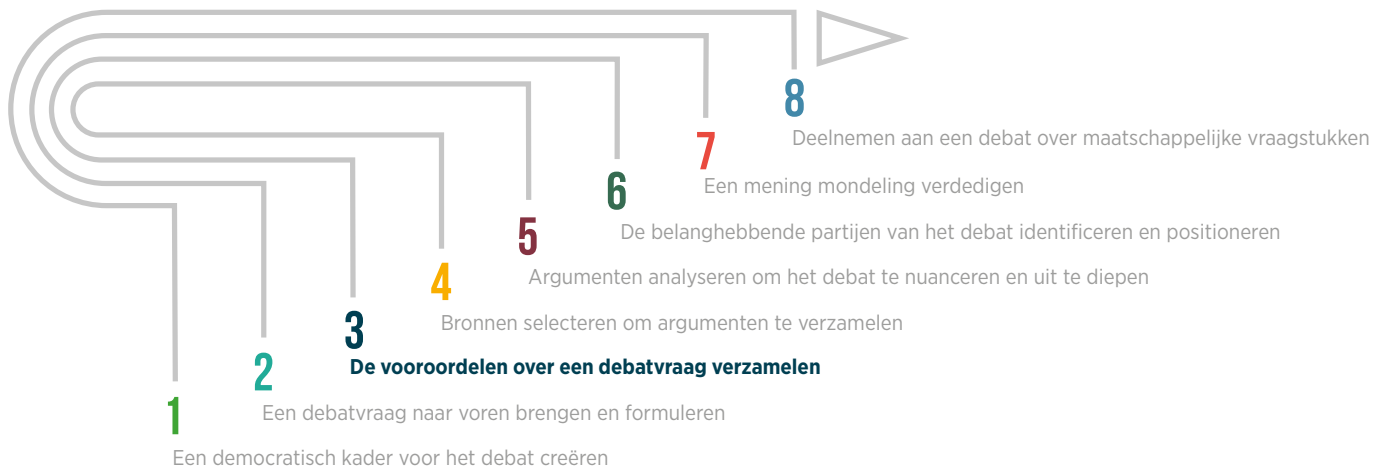 8
Deelnemen aan een debat over maatschappelijke vraagstukken
7
Een mening mondeling verdedigen
6
De belanghebbende partijen van het debat identificeren en positioneren
5
Argumenten analyseren om het debat te nuanceren en uit te diepen
4
Bronnen selecteren om argumenten te verzamelen
3
De vooroordelen over een debatvraag verzamelen
2
Een debatvraag naar voren brengen en formuleren
1
Een democratisch kader voor het debat creëren